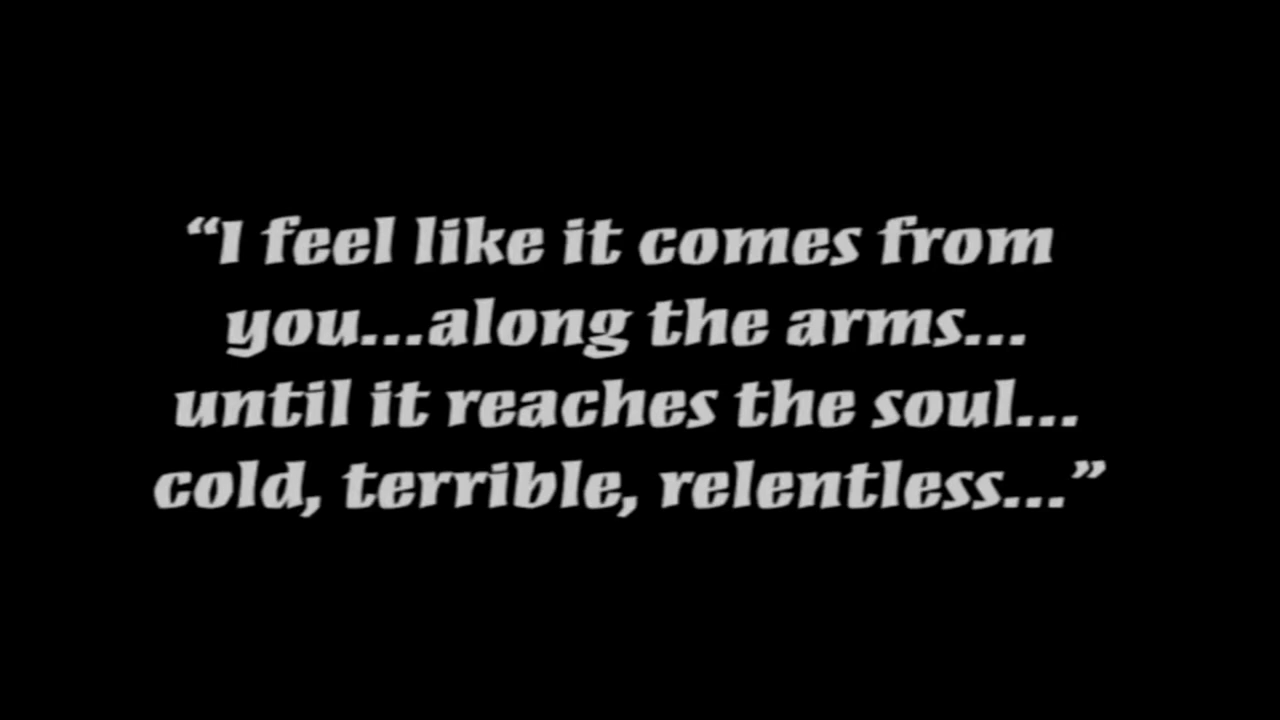 “I feel like it comes from
you...along the arms...
until it reaches the soul...
cold, terrible, relentless...”